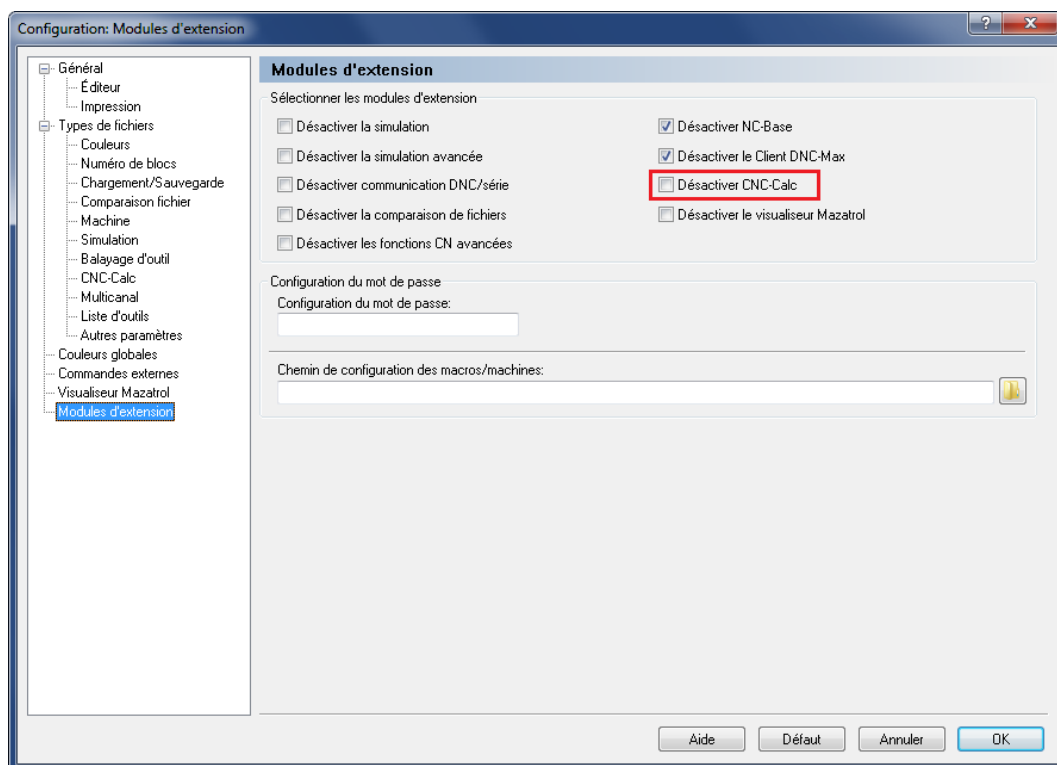 Configuration: Modules d'extension
Général
Éditeur
Impression
Types de fichiers
Couleurs
Numéro de blocs
Chargement/Sauvegarde
Comparaison fichier
Machine
Simulation
Balayage d'outil
CNC-Calc
Multicanal
Liste d'outils
Autres paramètres
Couleurs globales
Commandes externes
Visualiseur Mazatrol
Modules d'extension
Modules d'extension
Sélectionner les modules d'extension
Désactiver la simulation
Désactiver NC-Base
Désactiver la simulation avancée
Désactiver le Client DNC-Max
Désactiver communication DNC/série
Désactiver CNC-Calc
Désactiver la comparaison de fichiers
Désactiver le visualiseur Mazatrol
Désactiver les fonctions CN avancées
Configuration du mot de passe
Configuration du mot de passe:
Chemin de configuration des macros/machines:
Aide
Défaut
Annuler
OK